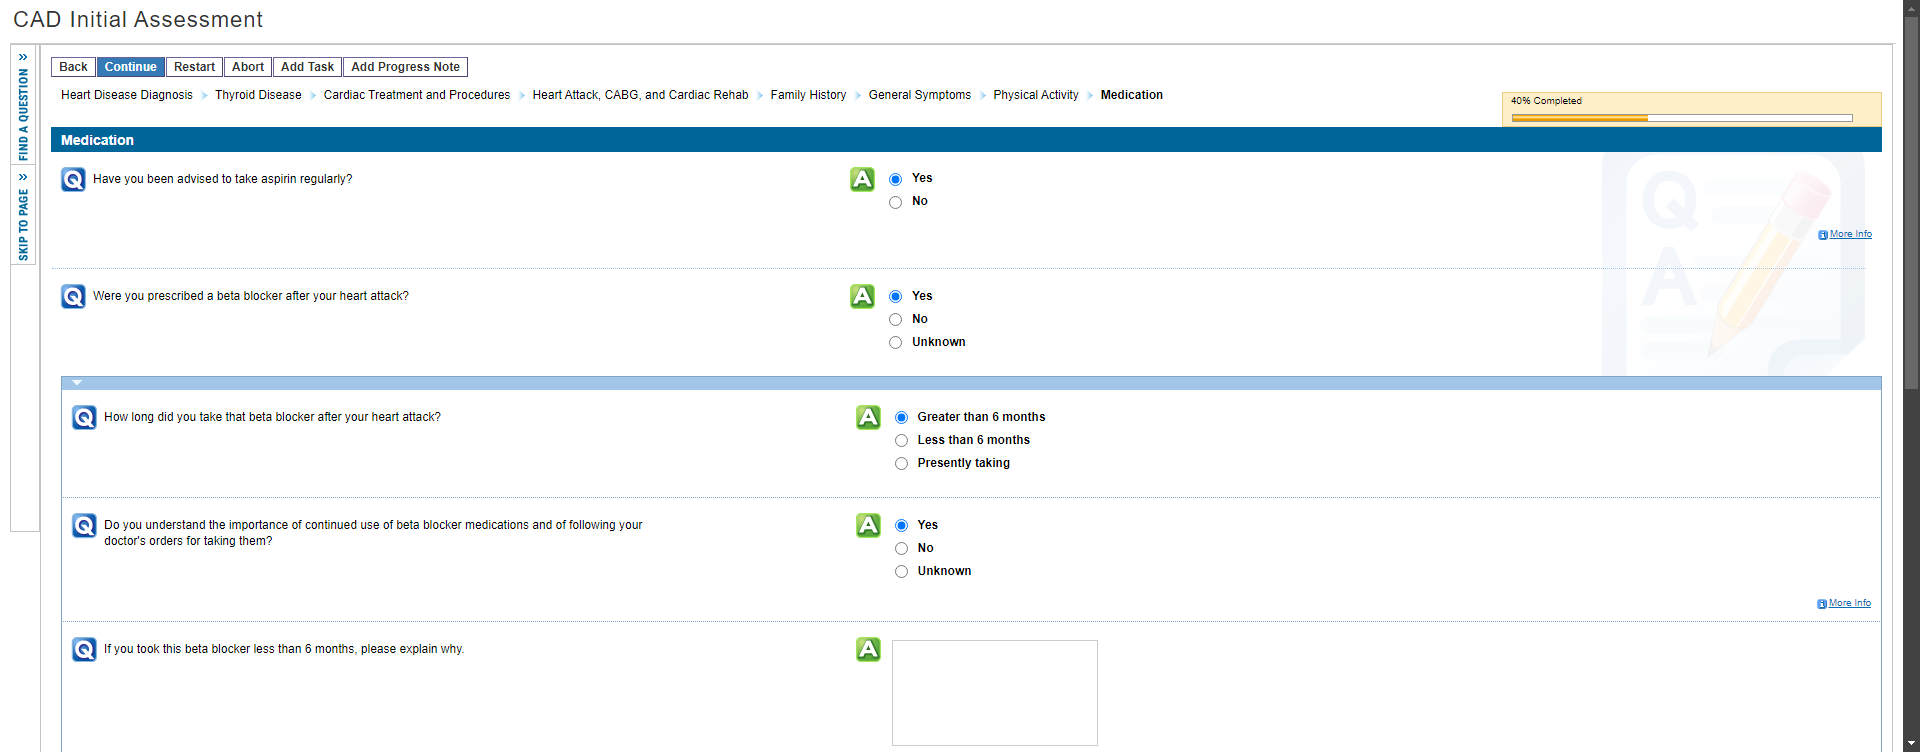 CAD Initial Assessment
FIND A QUESTION
SKIP TO PAGE
Back Continue Restart Abort Add Task Add Progress Note
Heart Disease Diagnosis Thyroid Disease Cardiac Treatment and Procedures Heart Attack, CABG, and Cardiac Rehab Family History General Symptoms Physical Activity Medication
40% Completed
Medication
Q Have you been advised to take aspirin regularly?
A Yes
No
More Info
Q Were you prescribed a beta blocker after your heart attack?
A Yes
No
Unknown
Q How long did you take that beta blocker after your heart attack?
A Greater than 6 months
Less than 6 months
Presently taking
Q Do you understand the importance of continued use of beta blocker medications and of following your
doctor's orders for taking them?
A Yes
No
Unknown
More Info
Q If you took this beta blocker less than 6 months, please explain why.
A
Q
A